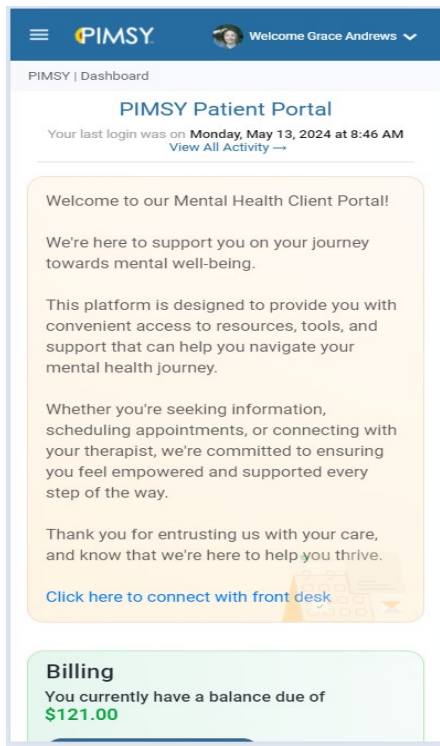 PIMSY
Welcome Grace Andrews
PIMSY | Dashboard
PIMSY Patient Portal
Your last login was on Monday, May 13, 2024 at 8:46 AM
View All Activity →
Welcome to our Mental Health Client Portal!
We're here to support you on your journey
towards mental well-being.
This platform is designed to provide you with
convenient access to resources, tools, and
support that can help you navigate your
mental health journey.
Whether you're seeking information,
scheduling appointments, or connecting with
your therapist, we're committed to ensuring
you feel empowered and supported every
step of the way.
Thank you for entrusting us with your care,
and know that we're here to help you thrive.
Click here to connect with front desk
Billing
You currently have a balance due of
$121.00